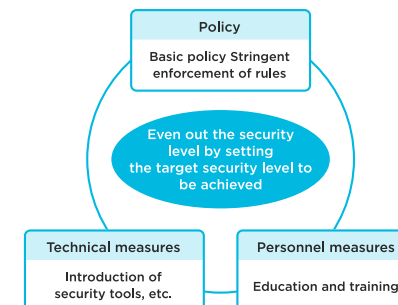 Policy
Basic policy Stringent
enforcement of rules
Even out the security
level by setting
the target security level to
be achieved
Technical measures
Introduction of
security tools, etc.
Personnel measures
Education and training